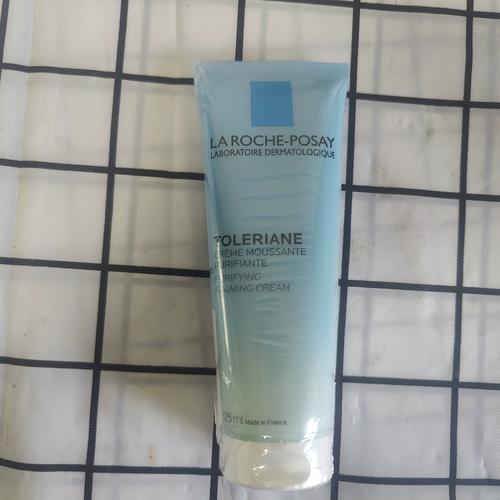 LA ROCHE-POSAY
LABORATOIRE DERMATOLOGIQUE
TOLERIANE
CRÈME MOUSSANTE
PURIFIANTE
PURIFYING
FOAMING CREAM
125 ml Made in France